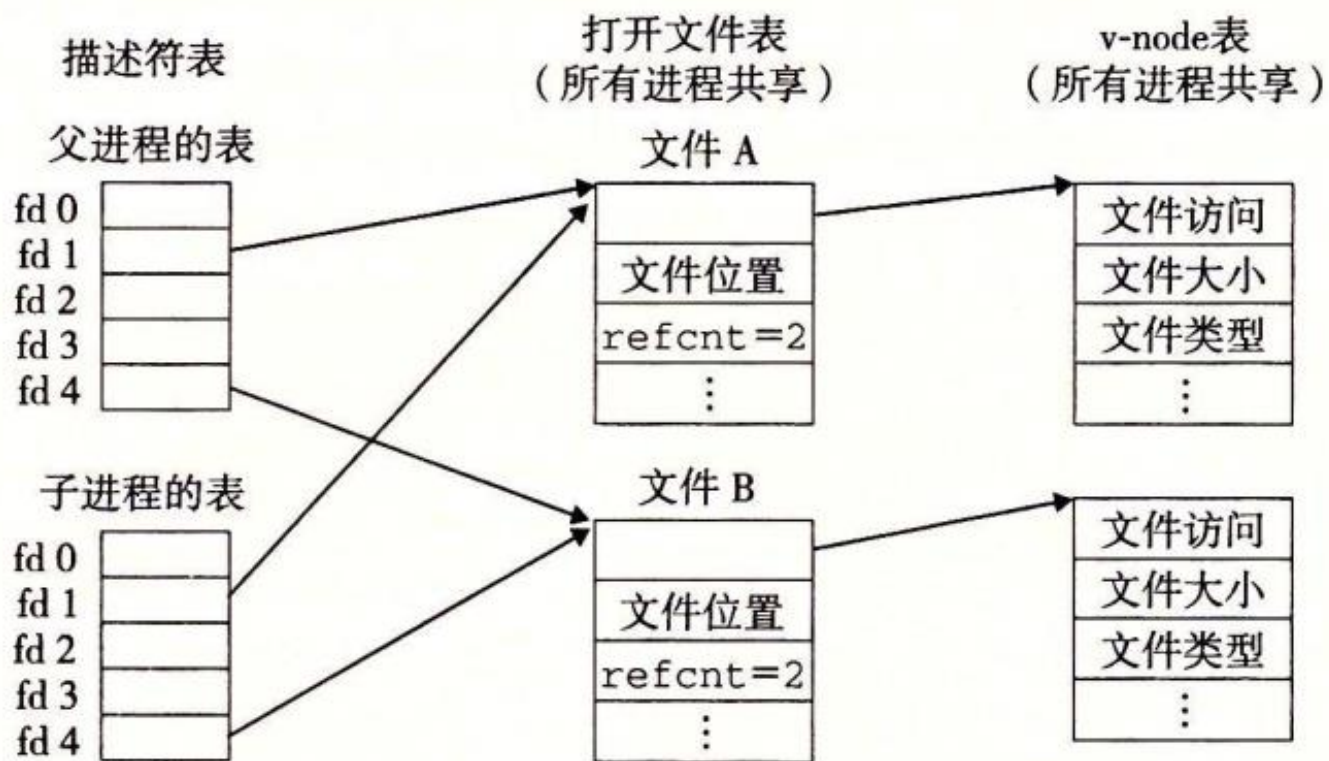 描述符表
打开文件表
（所有进程共享）
v-node表
（所有进程共享）
父进程的表
fd 0
fd 1
fd 2
fd 3
fd 4
文件 A
文件位置
refcnt=2
⋮
文件访问
文件大小
文件类型
⋮
子进程的表
fd 0
fd 1
fd 2
fd 3
fd 4
文件 B
文件位置
refcnt=2
⋮
文件访问
文件大小
文件类型
⋮